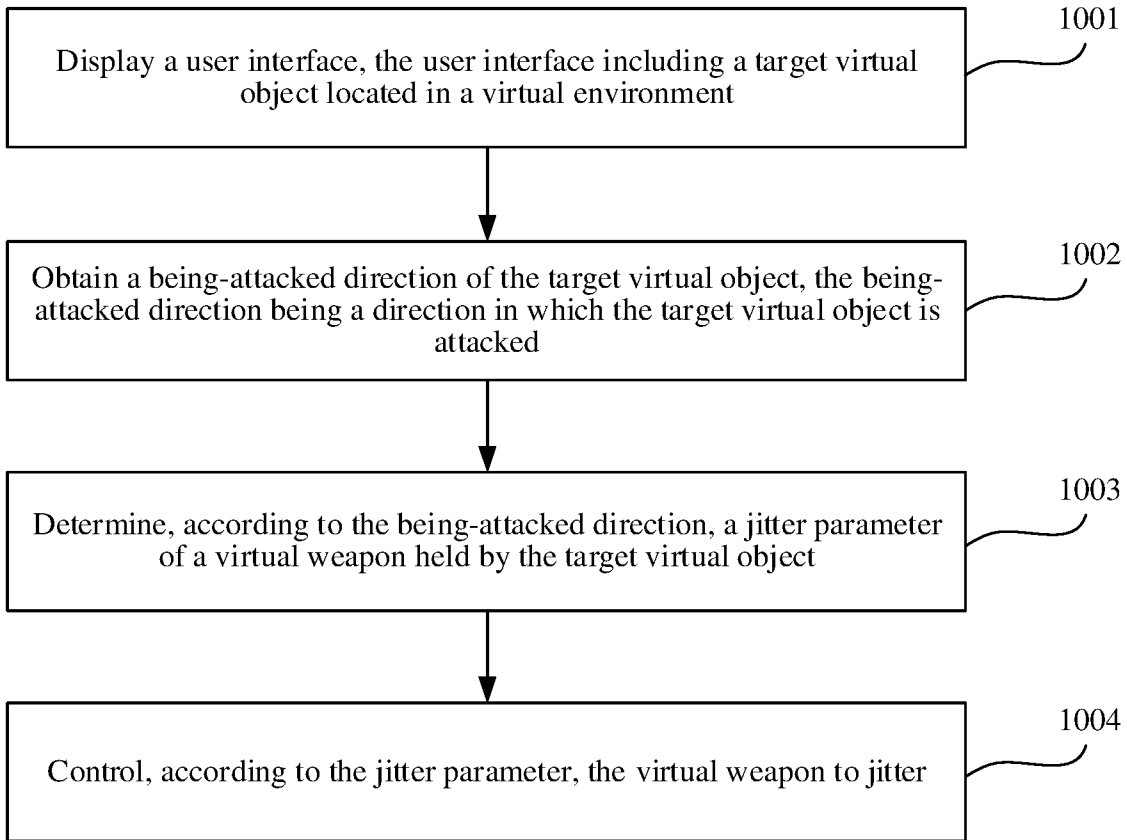 1001
Display a user interface, the user interface including a target virtual
object located in a virtual environment
1002
Obtain a being-attacked direction of the target virtual object, the being-
attacked direction being a direction in which the target virtual object is
attacked
1003
Determine, according to the being-attacked direction, a jitter parameter
of a virtual weapon held by the target virtual object
1004
Control, according to the jitter parameter, the virtual weapon to jitter